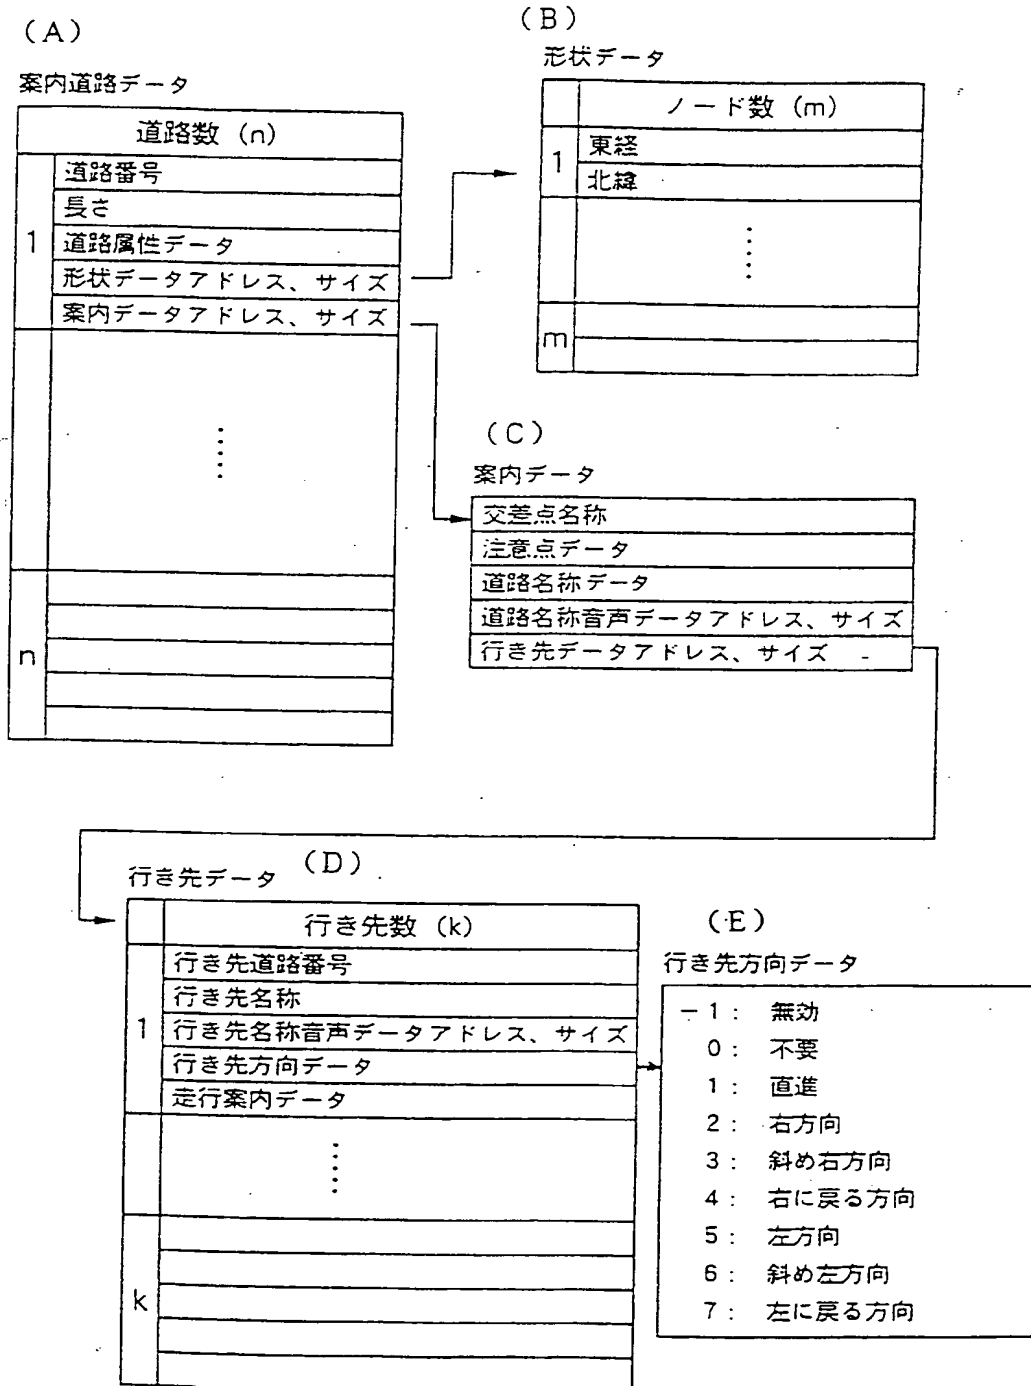 (A)
案内道路データ
道路数 (n)
1
道路番号
長さ
道路属性データ
形状データアドレス、サイズ
案内データアドレス、サイズ
n
(B)
形状データ
ノード数 (m)
1
東経
北緯
m
(C)
案内データ
交差点名称
注意点データ
道路名称データ
道路名称音声データアドレス、サイズ
行き先データアドレス、サイズ
(D)
行き先データ
行き先数 (k)
1
行き先道路番号
行き先名称
行き先名称音声データアドレス、サイズ
行き先方向データ
走行案内データ
k
(E)
行き先方向データ
-1: 無効
0: 不要
1: 直進
2: 右方向
3: 斜め右方向
4: 右に戻る方向
5: 左方向
6: 斜め左方向
7: 左に戻る方向